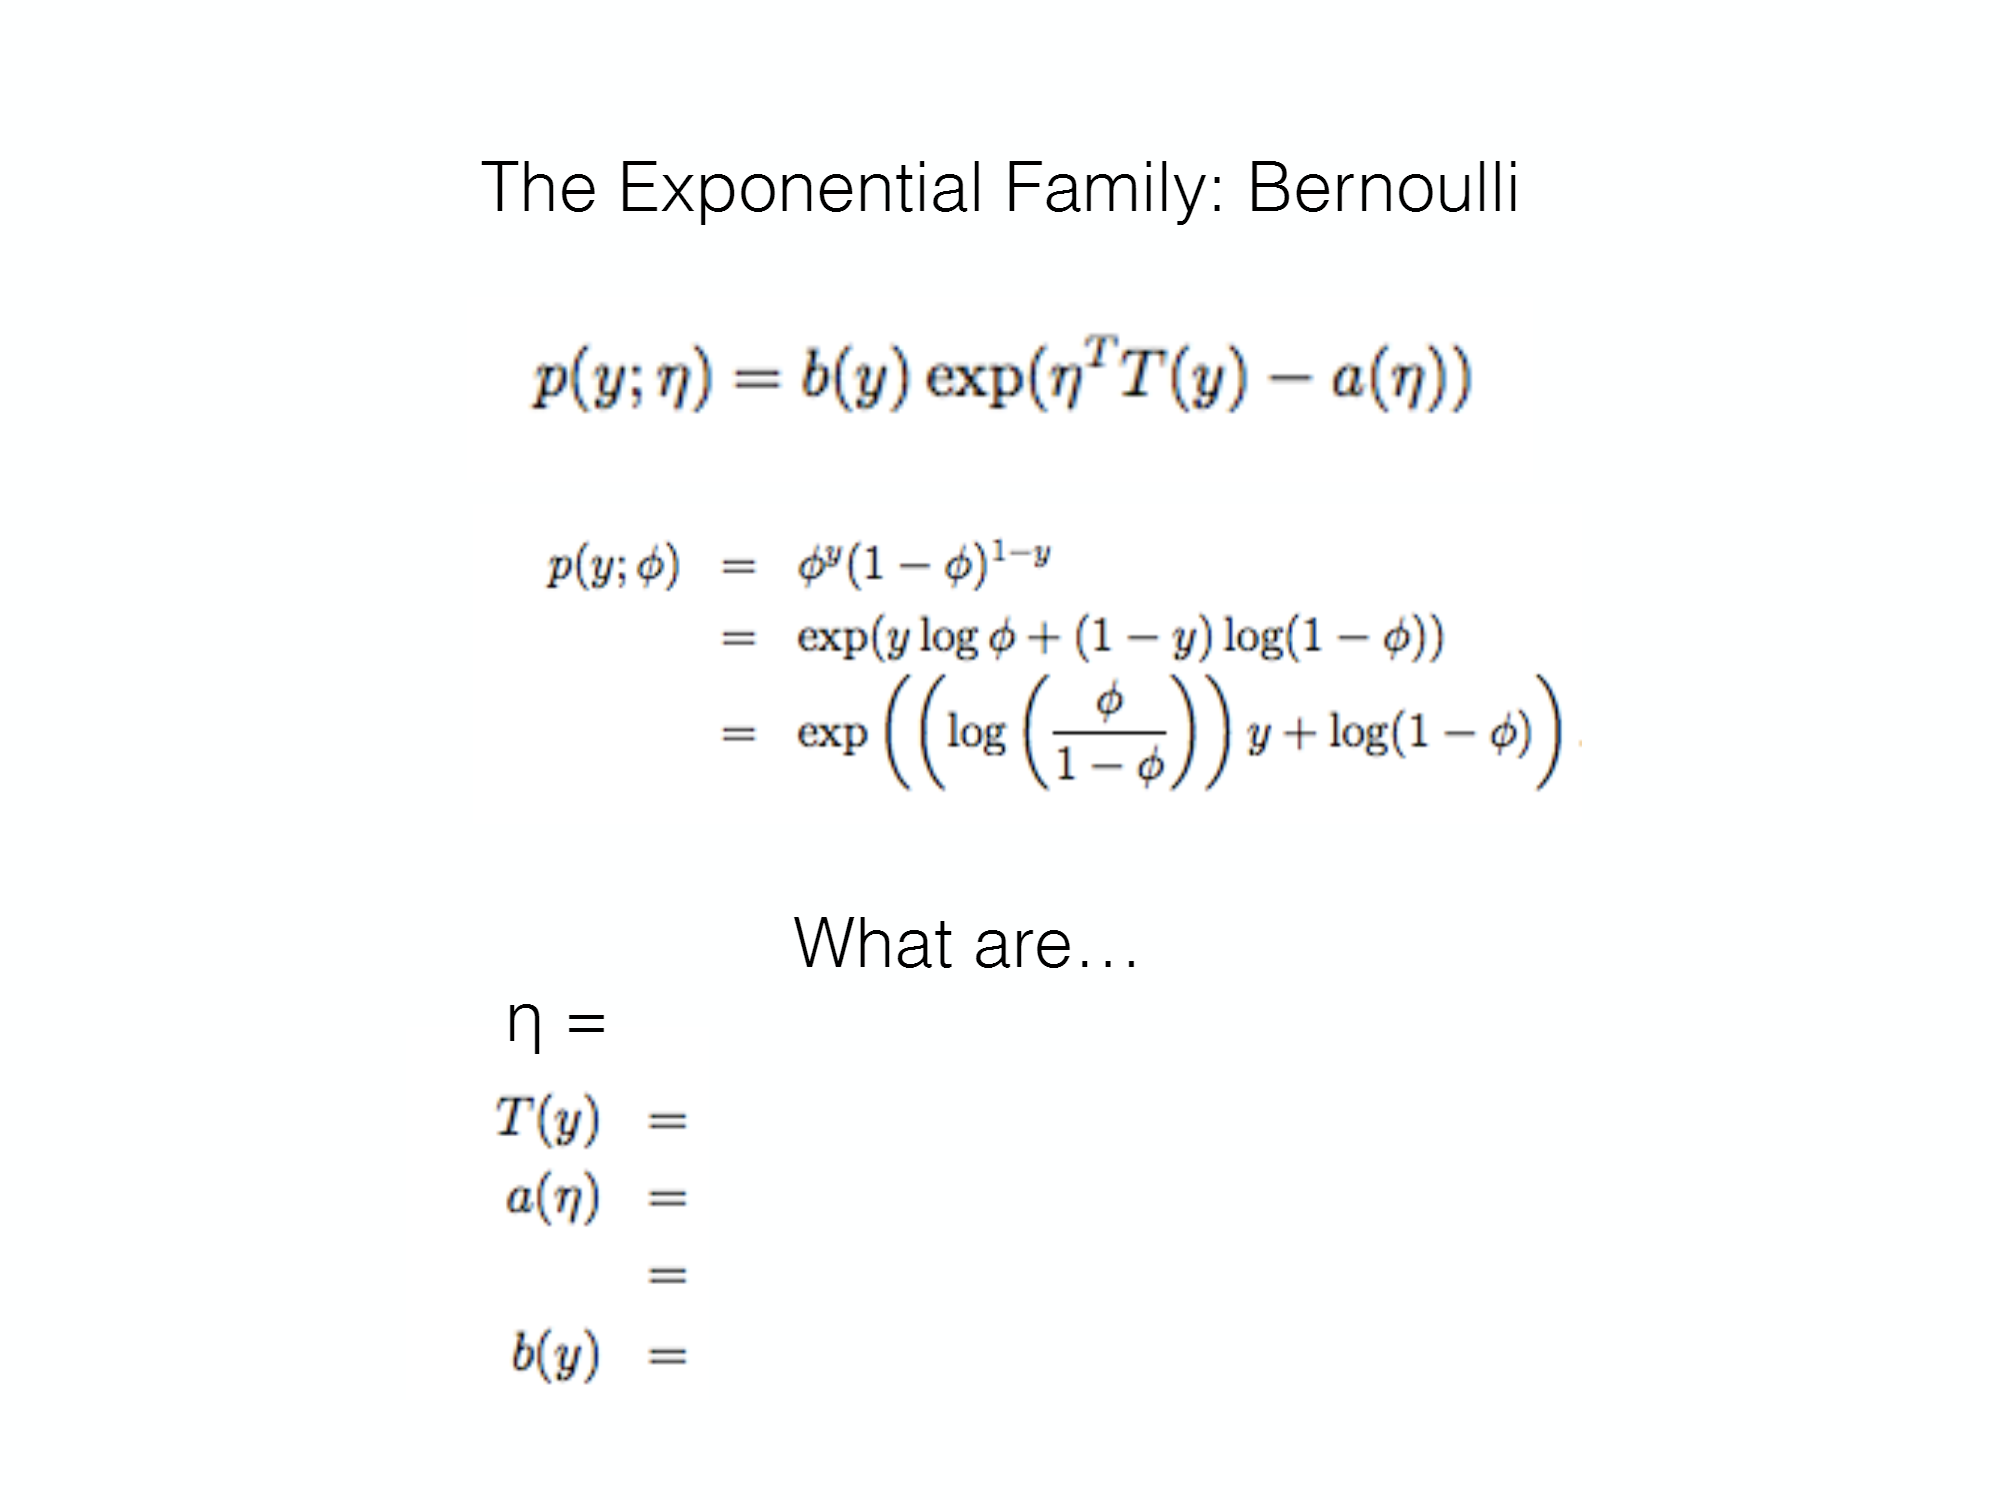 The Exponential Family: Bernoulli
p(y; η) = b(y) exp(η^T T(y) − a(η))
p(y; ϕ) = ϕ^y (1 − ϕ)^{1−y}
= exp(y log ϕ + (1 − y) log(1 − ϕ))
= exp((log(ϕ / 1 − ϕ)) y + log(1 − ϕ)) .
What are…
η =
T(y) =
a(η) =
=
b(y) =